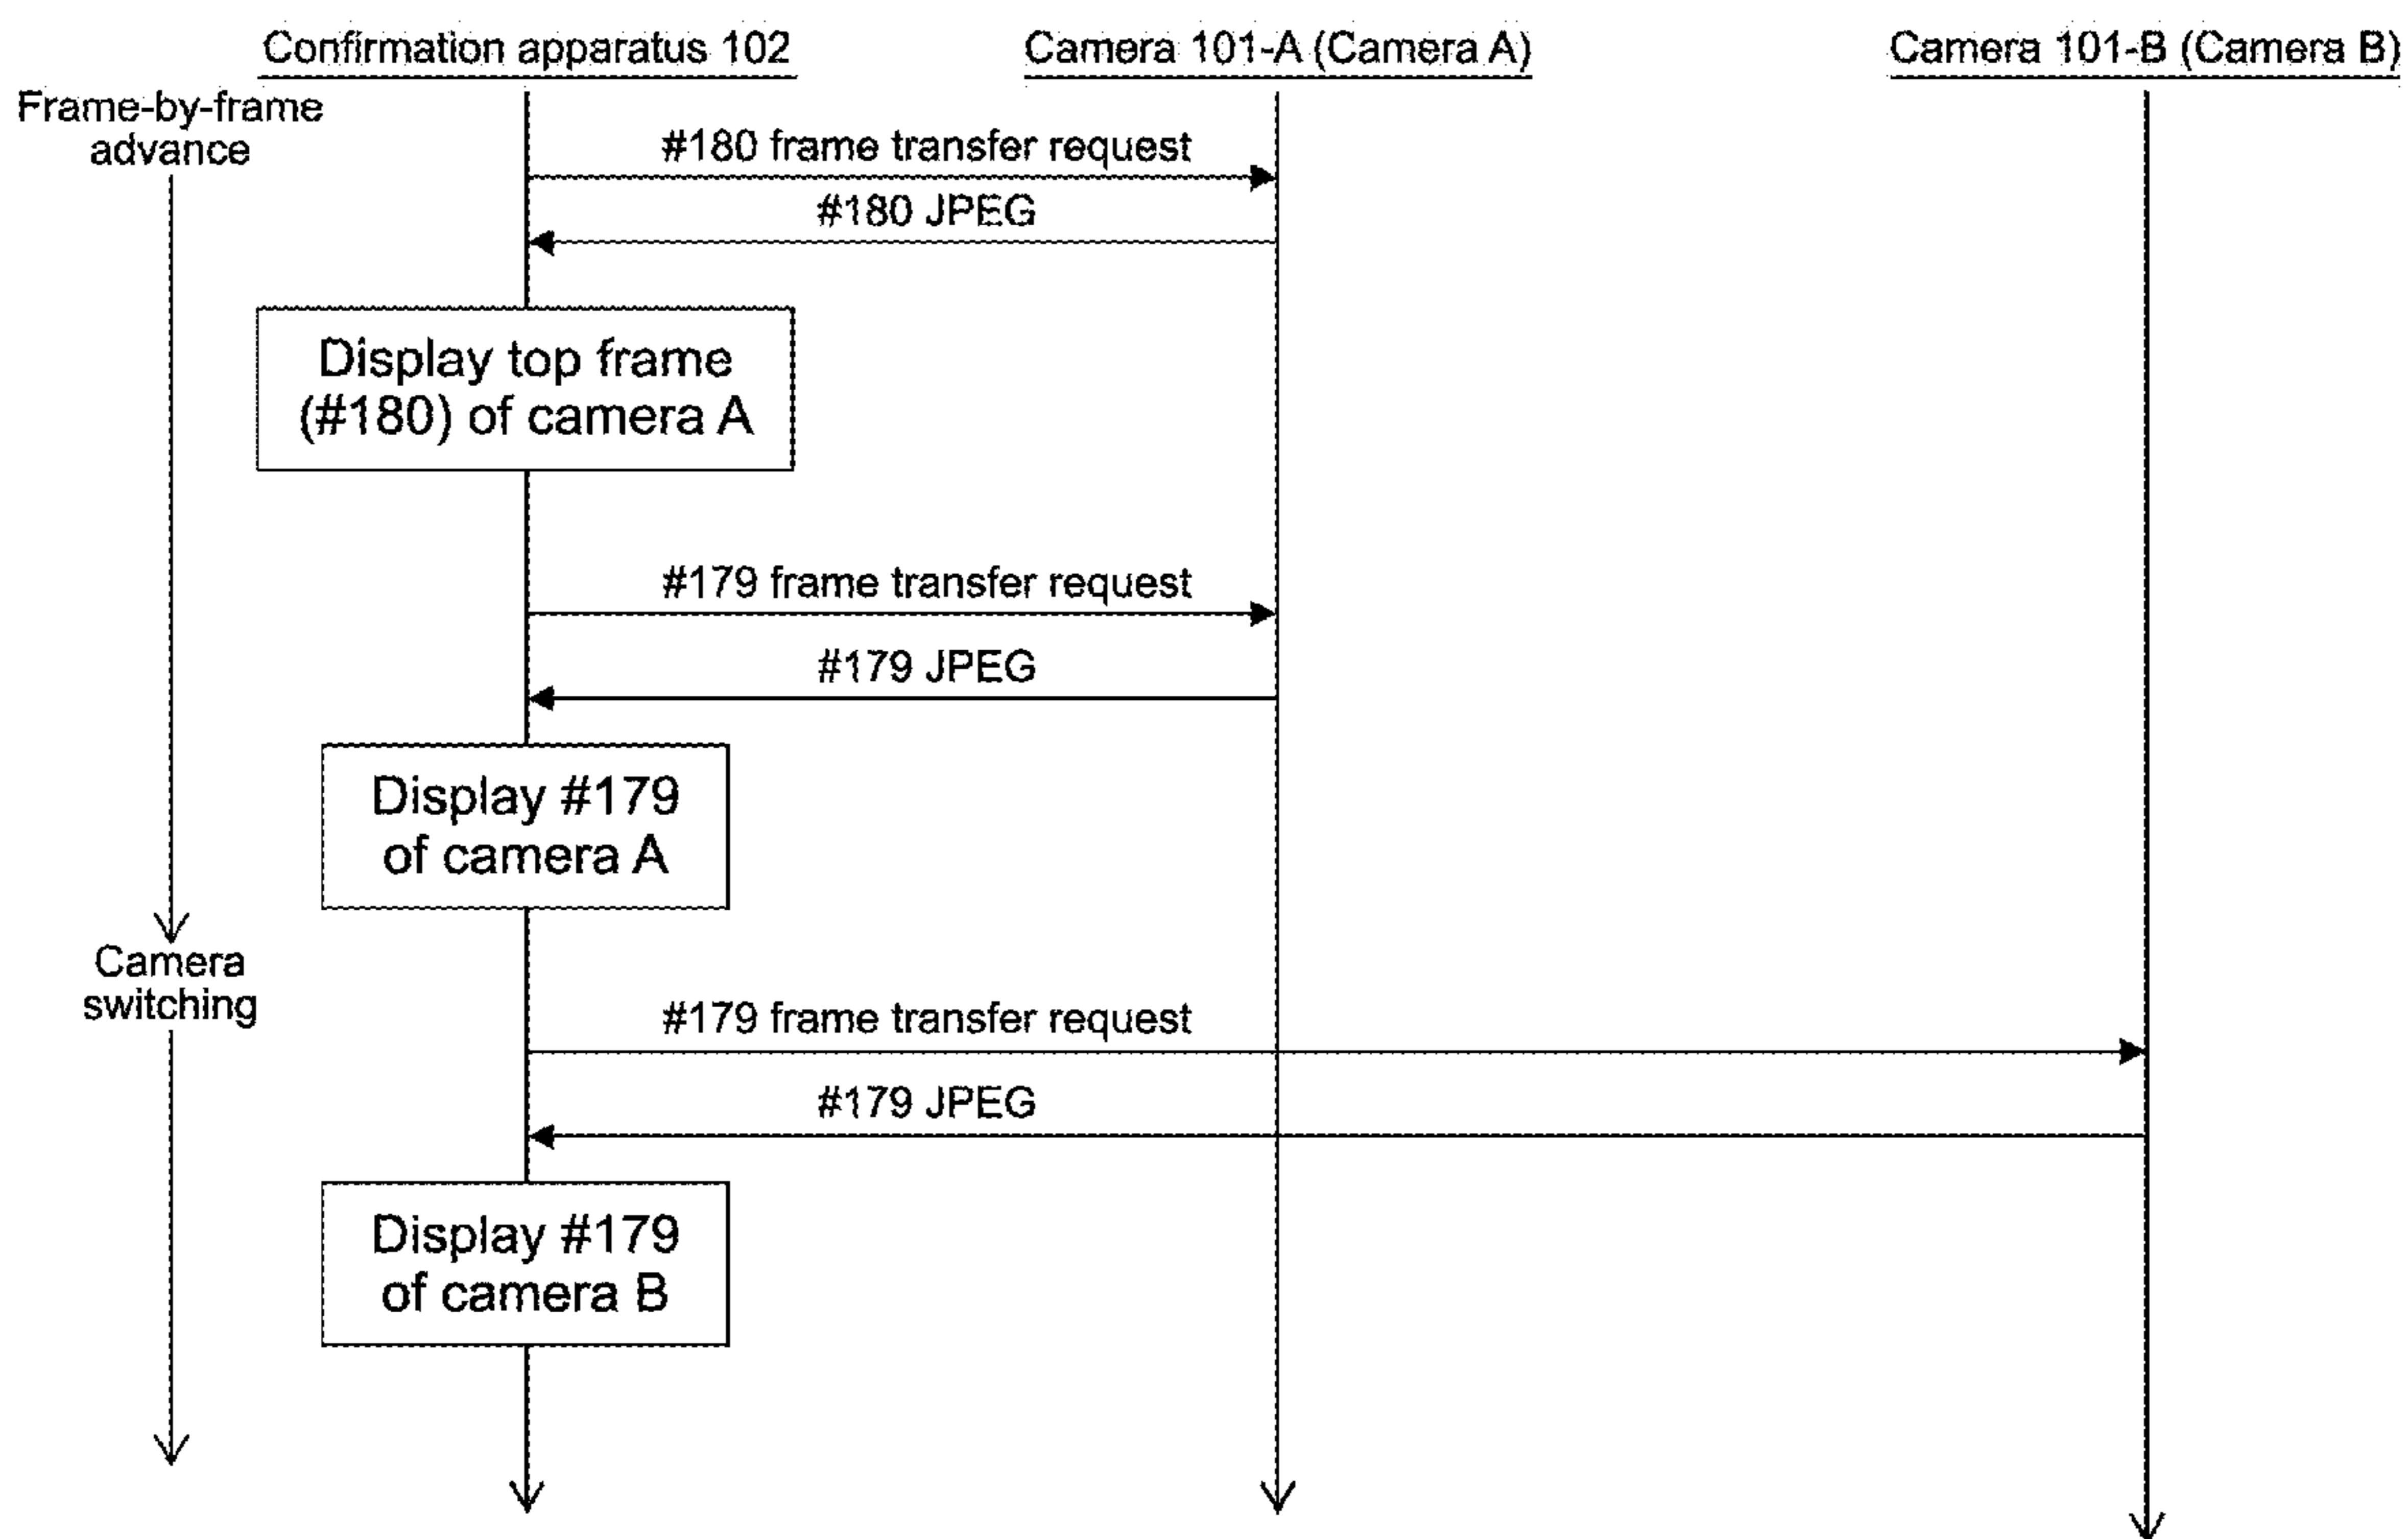 Confirmation apparatus 102
Camera 101-A (Camera A)
Camera 101-B (Camera B)
Frame-by-frame
advance
#180 frame transfer request
#180 JPEG
Display top frame
(#180) of camera A
#179 frame transfer request
#179 JPEG
Display #179
of camera A
Camera
switching
#179 frame transfer request
#179 JPEG
Display #179
of camera B